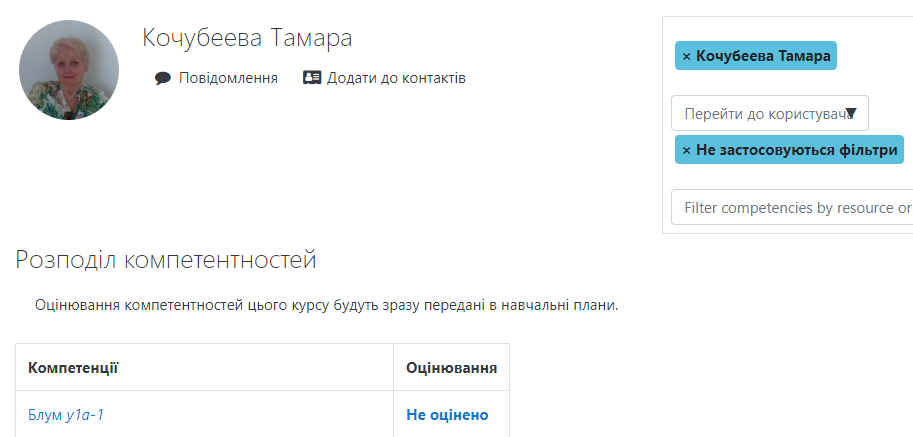 Кочубеева Тамара
Повідомлення
Додати до контактів
× Кочубеева Тамара
Перейти до користувача
× Не застосовуються фільтри
Filter competencies by resource or
Розподіл компетентностей
Оцінювання компетентностей цього курсу будуть зразу передані в навчальні плани.
Компетенції
Оцінювання
Блум y1a-1
Не оцінено